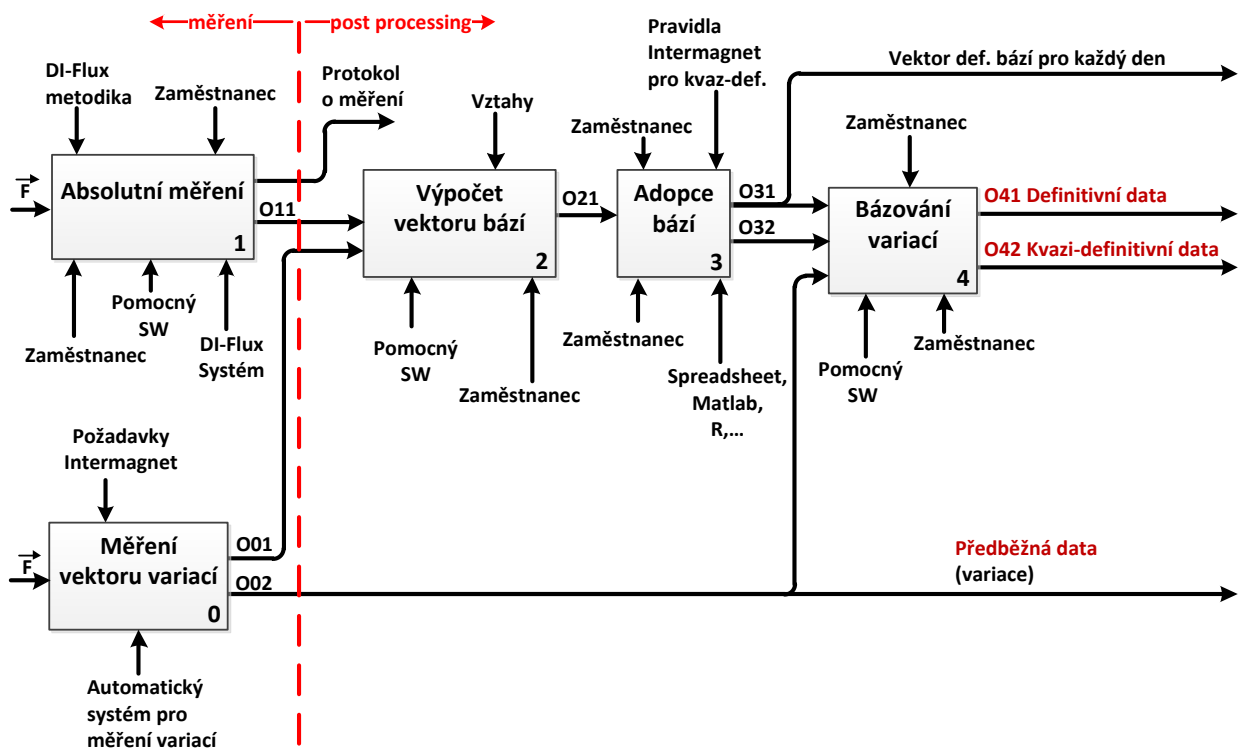 měření
post processing
DI-Flux
metodika
Zaměstnanec
Protokol
o měření
Vztahy
Pravidla
Intermagnet
pro kvaz-def.
Zaměstnanec
Vektor def. bází pro každý den
Zaměstnanec
F
Absolutní měření
1
O11
Výpočet
vektoru bází
2
O21
Adopce
bází
3
O31
O32
Bázování
variací
4
O41 Definitivní data
O42 Kvazi-definitivní data
Zaměstnanec
Pomocný
SW
DI-Flux
Systém
Pomocný
SW
Zaměstnanec
Zaměstnanec
Spreadsheet,
Matlab,
R,...
Pomocný
SW
Zaměstnanec
Požadavky
Intermagnet
F
Měření
vektoru variací
0
O01
O02
Předběžná data
(variace)
Automatický
systém pro
měření variací